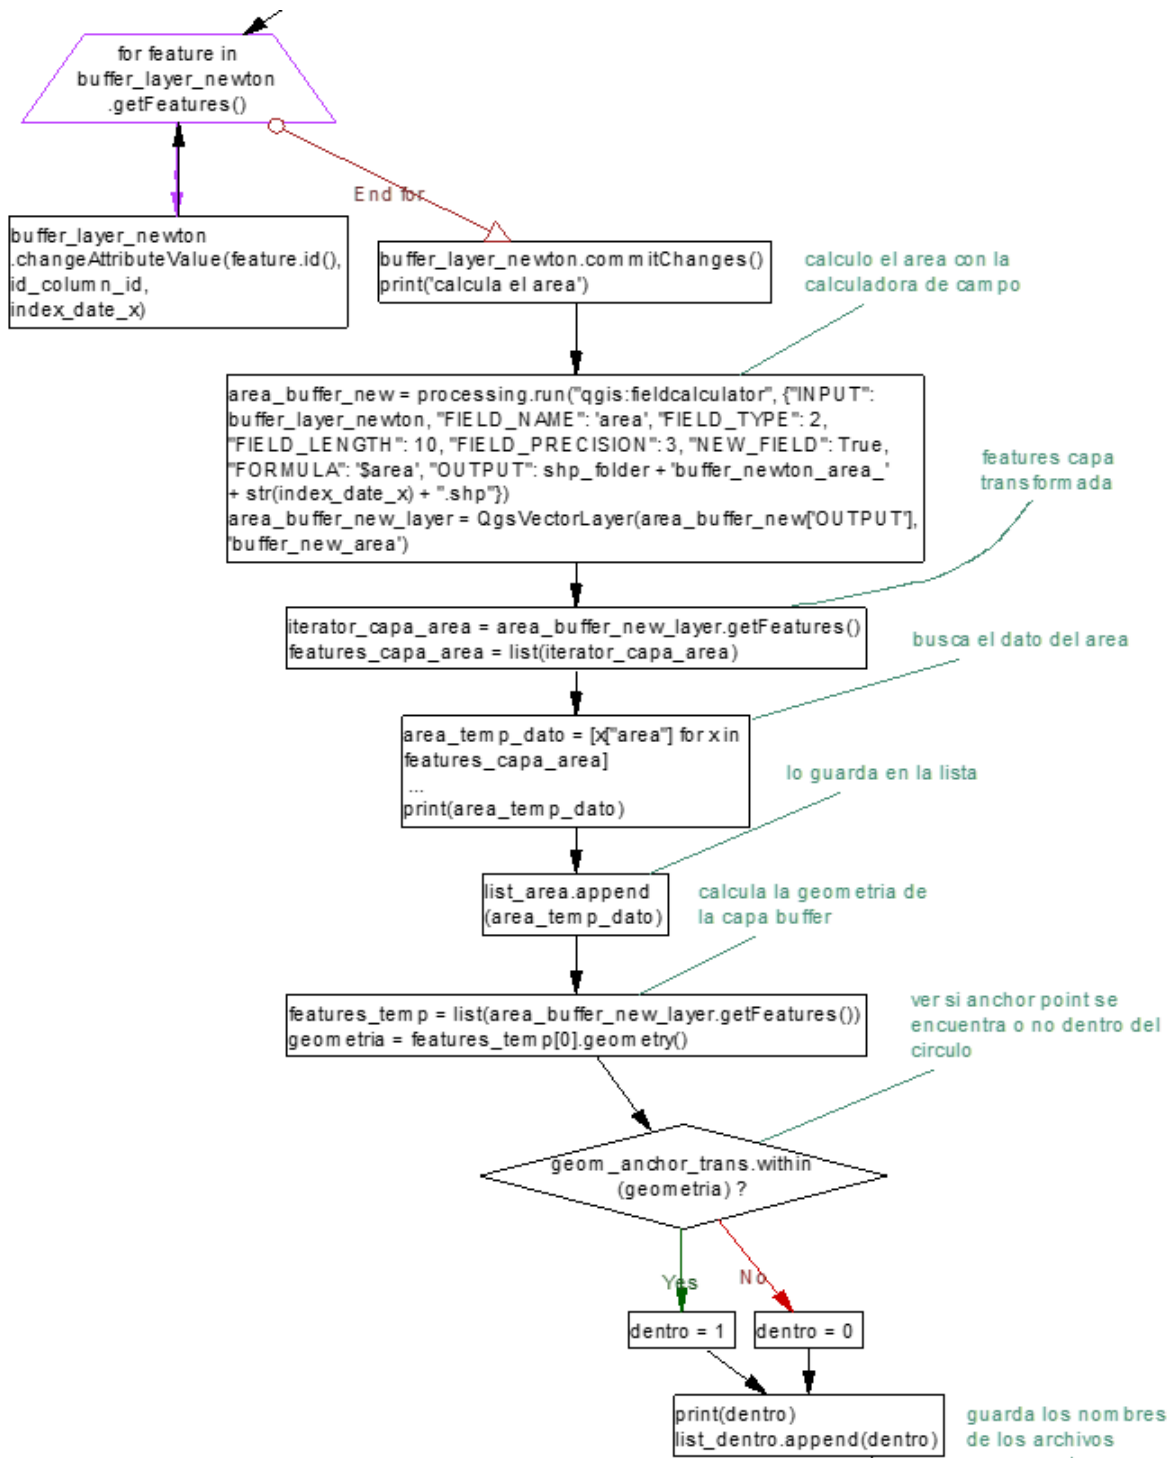 for feature in
buffer_layer_newton
.getFeatures()
End for
buffer_layer_newton
.changeAttributeValue(feature.id(),
id_column_id,
index_date_x)
buffer_layer_newton.commitChanges()
print('calcula el area')
calculo el area con la
calculadora de campo
area_buffer_new = processing.run("qgis:fieldcalculator", {"INPUT":
buffer_layer_newton, "FIELD_NAME": 'area', "FIELD_TYPE": 2,
"FIELD_LENGTH": 10, "FIELD_PRECISION": 3, "NEW_FIELD": True,
"FORMULA": '$area', "OUTPUT": shp_folder + 'buffer_newton_area_'
+ str(index_date_x) + ".shp"})
area_buffer_new_layer = QgsVectorLayer(area_buffer_new['OUTPUT'],
'buffer_new_area')
features capa
transformada
iterator_capa_area = area_buffer_new_layer.getFeatures()
features_capa_area = list(iterator_capa_area)
busca el dato del area
area_temp_dato = [x["area"] for x in
features_capa_area]
...
print(area_temp_dato)
lo guarda en la lista
list_area.append
(area_temp_dato)
calcula la geometria de
la capa buffer
features_temp = list(area_buffer_new_layer.getFeatures())
geometria = features_temp[0].geometry()
ver si anchor point se
encuentra o no dentro del
circulo
geom_anchor_trans.within
(geometria) ?
Yes
No
dentro = 1
dentro = 0
print(dentro)
list_dentro.append(dentro)
guarda los nombres
de los archivos